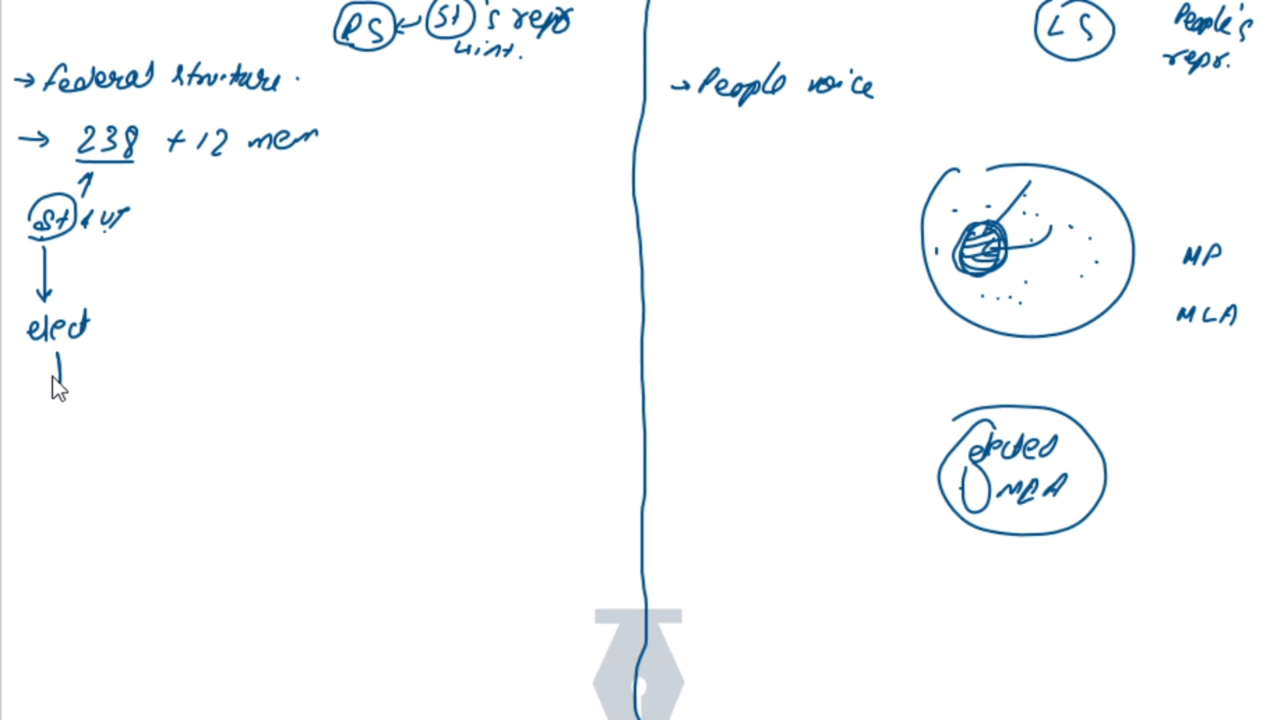 RS ← St's repr
→ federal structure.
→ 238 + 12 mem
St & UT
elect
LS People's
repr.
→ People voice
MP
MLA
elected
MLA